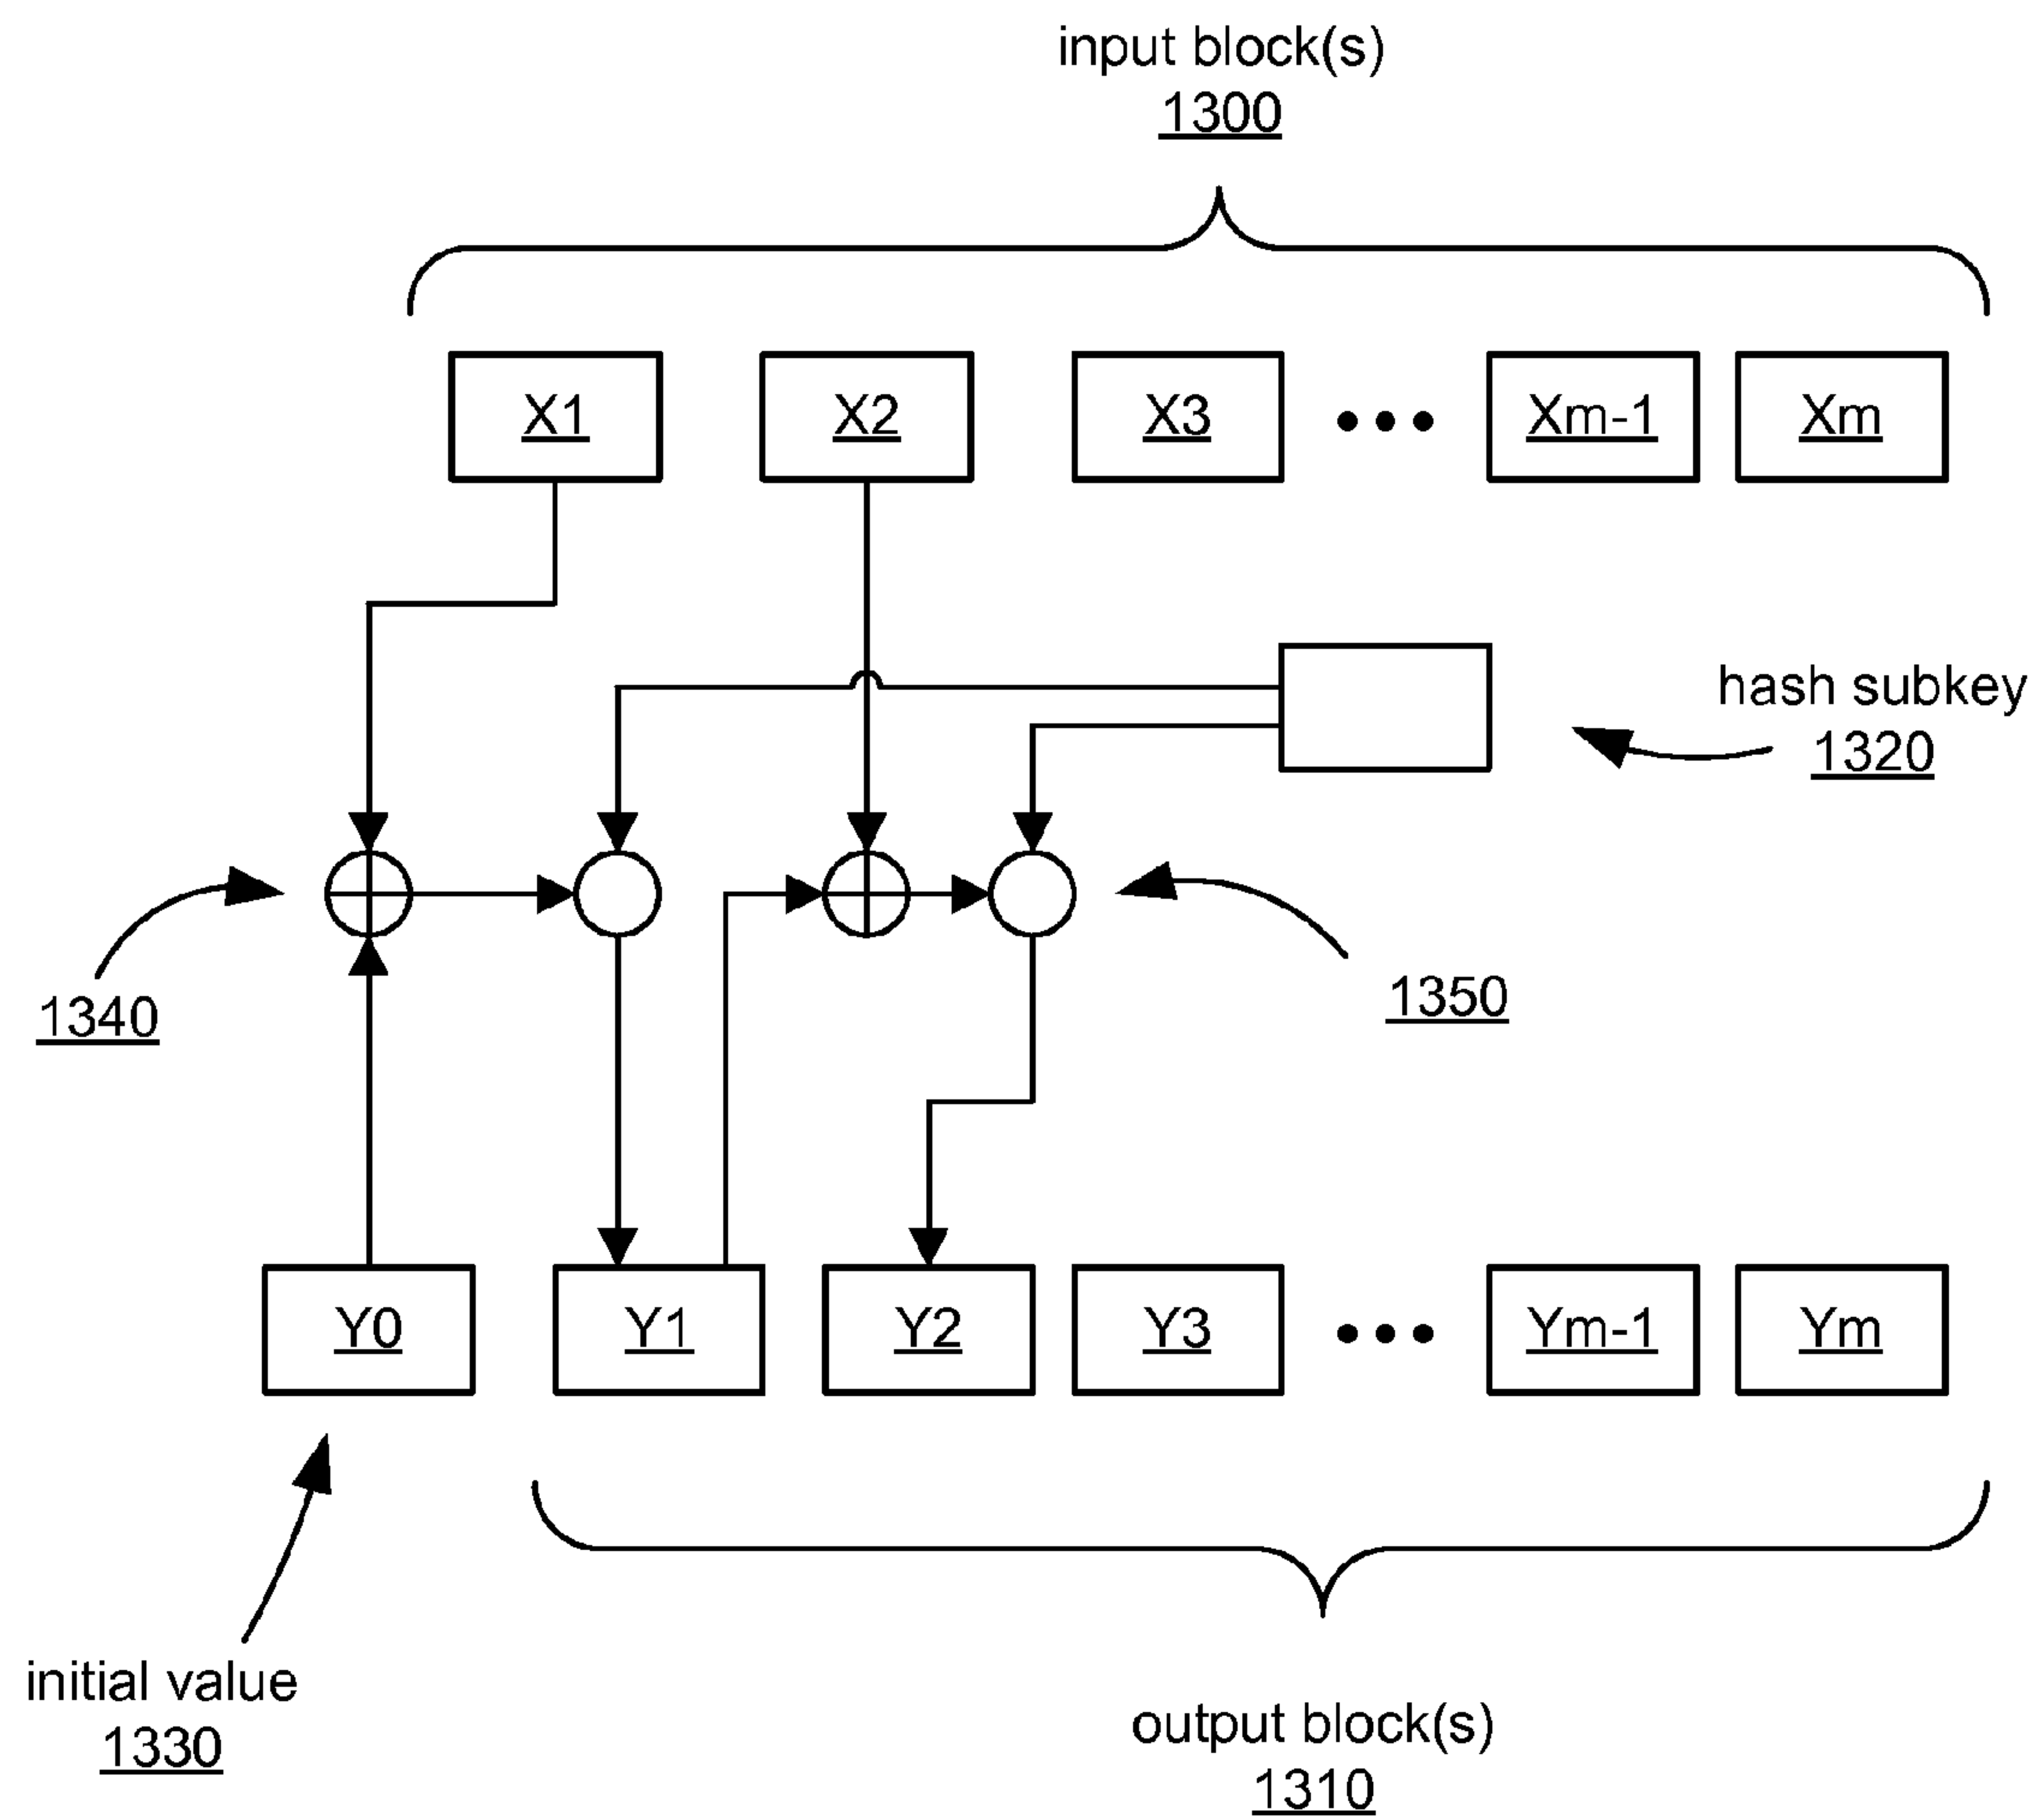 input block(s)
1300
X1 X2 X3 ••• Xm-1 Xm
hash subkey
1320
1340
1350
Y0 Y1 Y2 Y3 ••• Ym-1 Ym
initial value
1330
output block(s)
1310